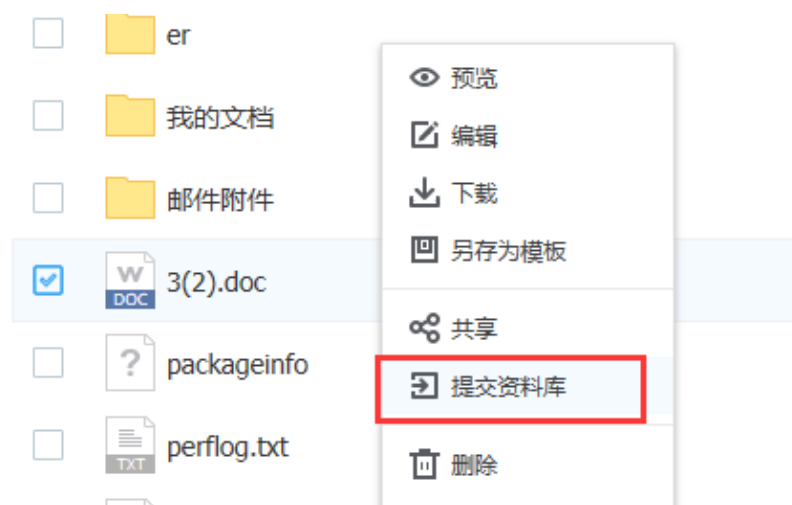 er
我的文档
邮件附件
W
DOC
3(2).doc
?
packageinfo
TXT
perflog.txt
预览
编辑
下载
另存为模板
共享
提交资料库
删除